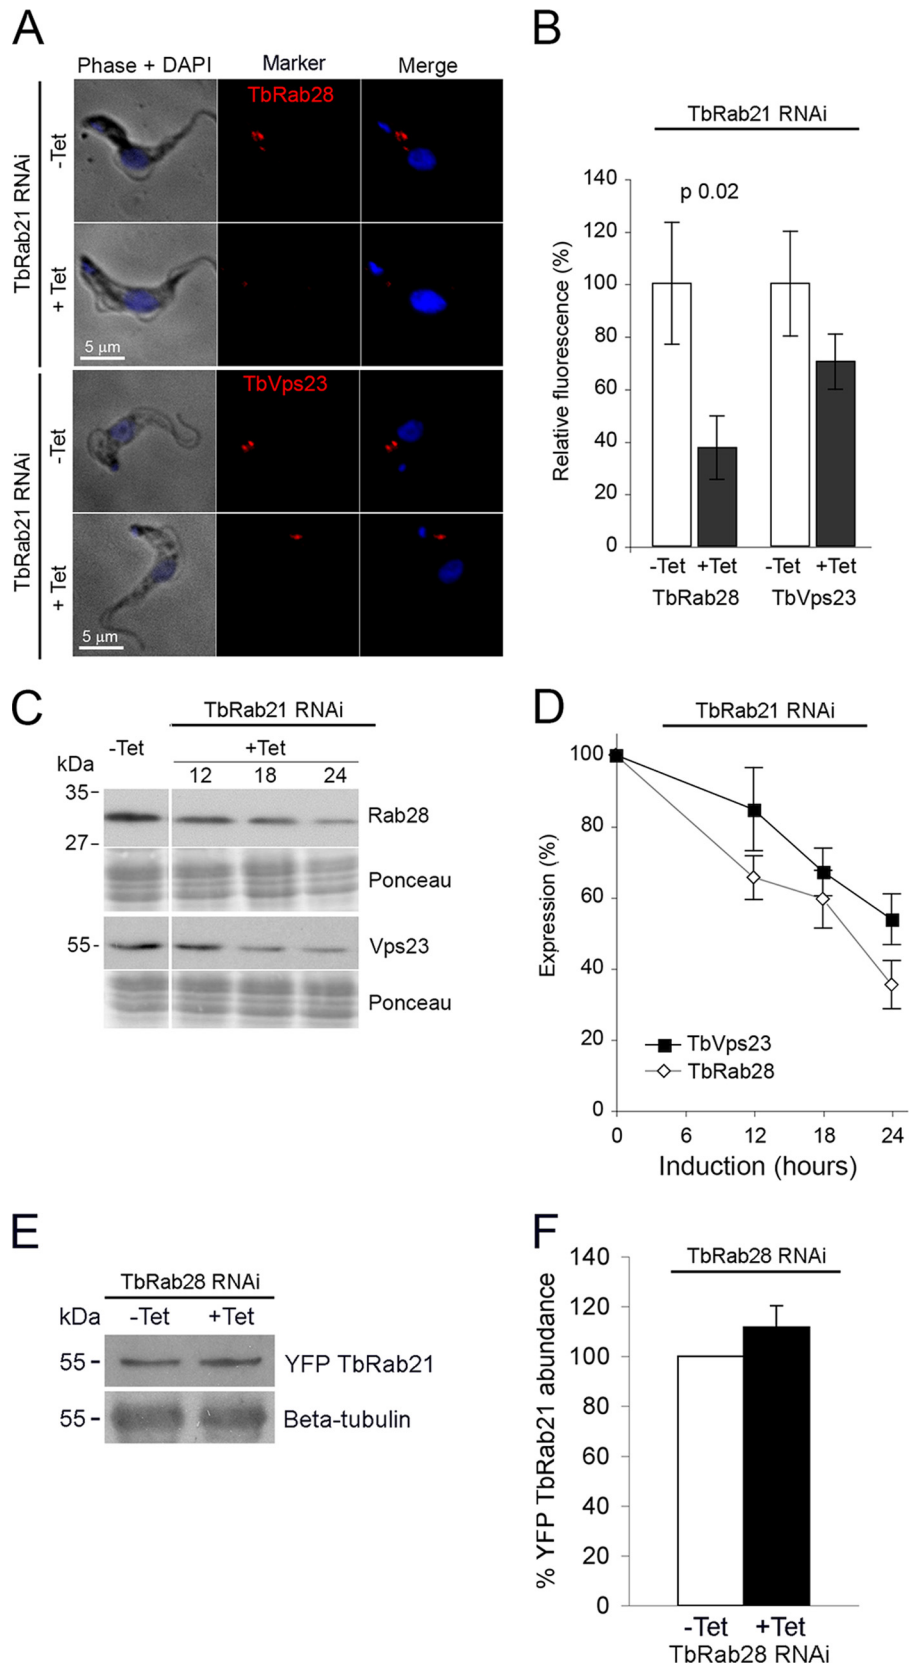 A
Phase + DAPI
Marker
Merge
TbRab21 RNAi
-Tet
TbRab28
+ Tet
5 μm
TbRab21 RNAi
-Tet
TbVps23
+ Tet
5 μm
B
TbRab21 RNAi
p 0.02
Relative fluorescence (%)
140
120
100
80
60
40
20
0
-Tet +Tet -Tet +Tet
TbRab28 TbVps23
C
TbRab21 RNAi
-Tet +Tet
kDa
12 18 24
35-
27-
Rab28
Ponceau
55-
Vps23
Ponceau
D
TbRab21 RNAi
Expression (%)
100
80
60
40
20
0
TbVps23
TbRab28
0 6 12 18 24
Induction (hours)
E
TbRab28 RNAi
kDa -Tet +Tet
55- YFP TbRab21
55- Beta-tubulin
F
TbRab28 RNAi
% YFP TbRab21 abundance
140
120
100
80
60
40
20
0
-Tet +Tet
TbRab28 RNAi